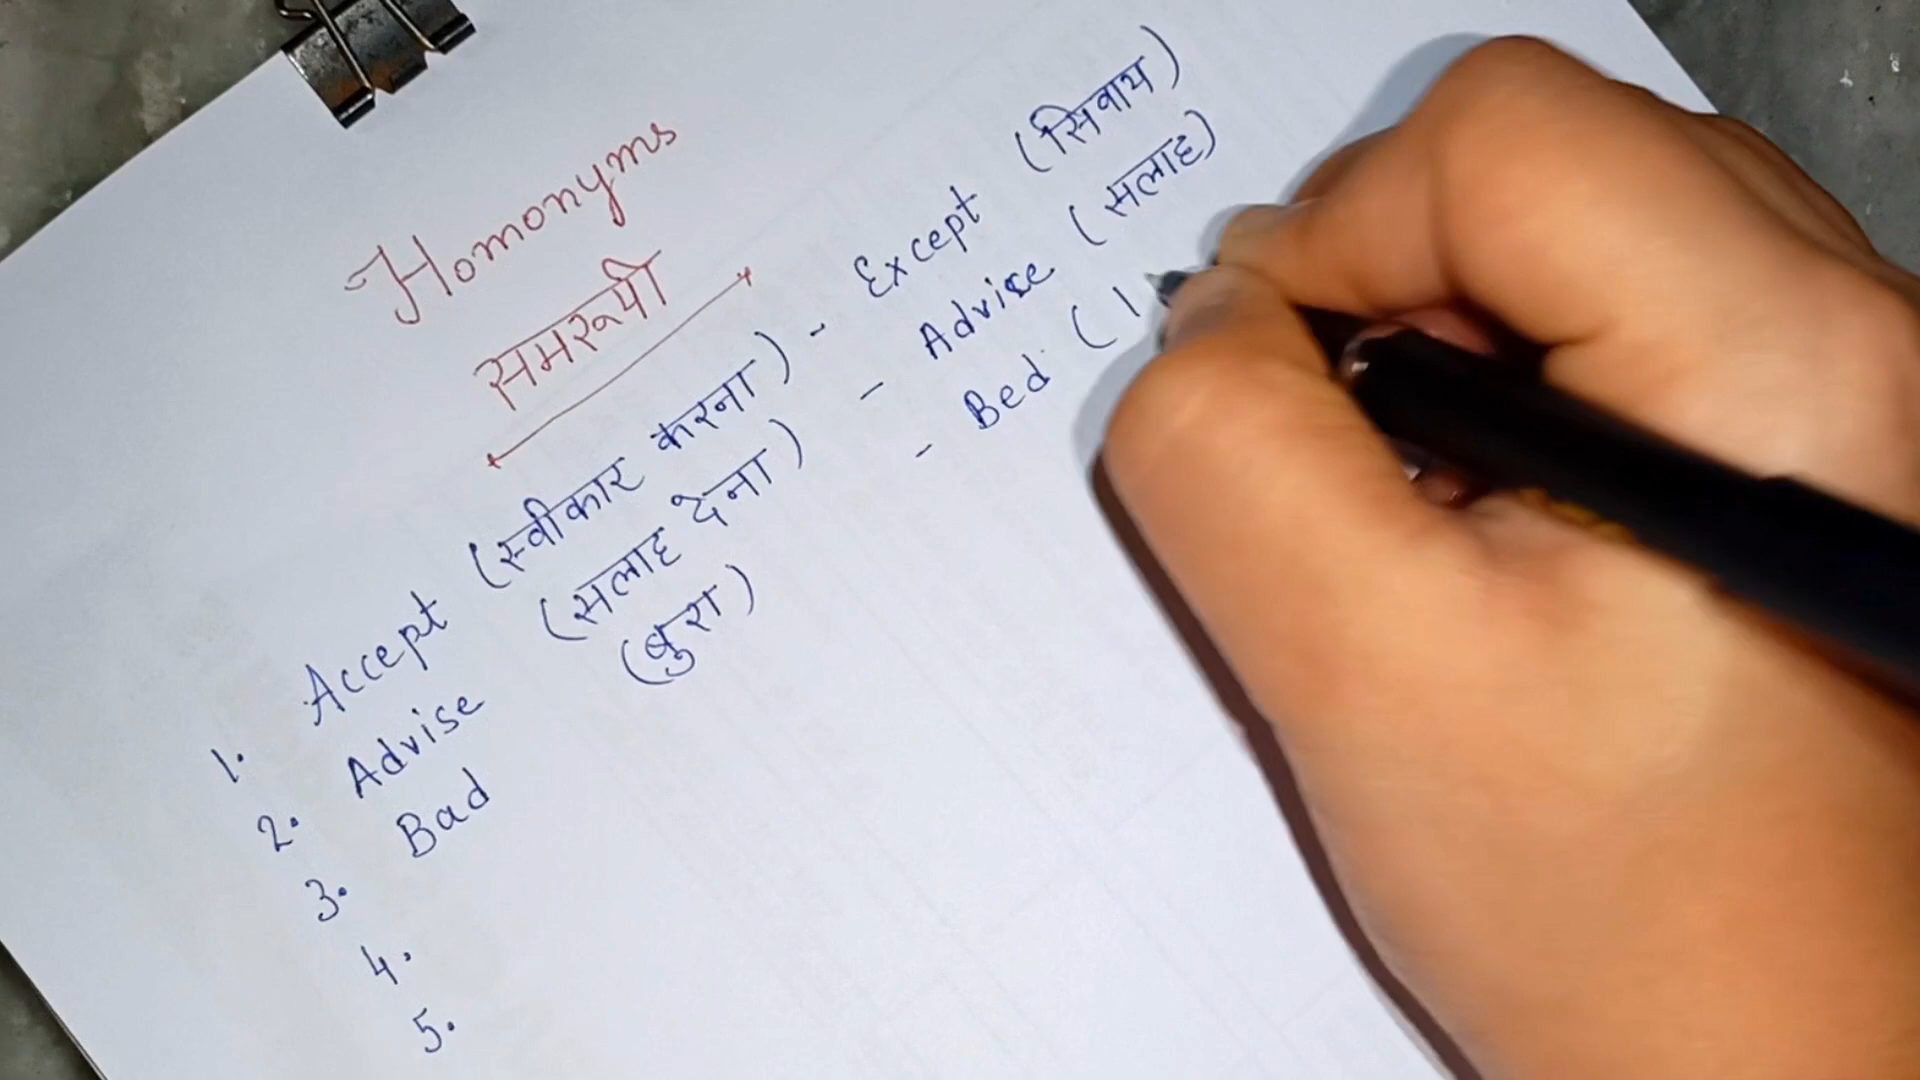 Homonyms
समरूपी
1. Accept (स्वीकार करना) - Except (सिवाय)
2. Advise (सलाह देना) - Advise (सलाह)
3. Bad (बुरा) - Bed (
4.
5.